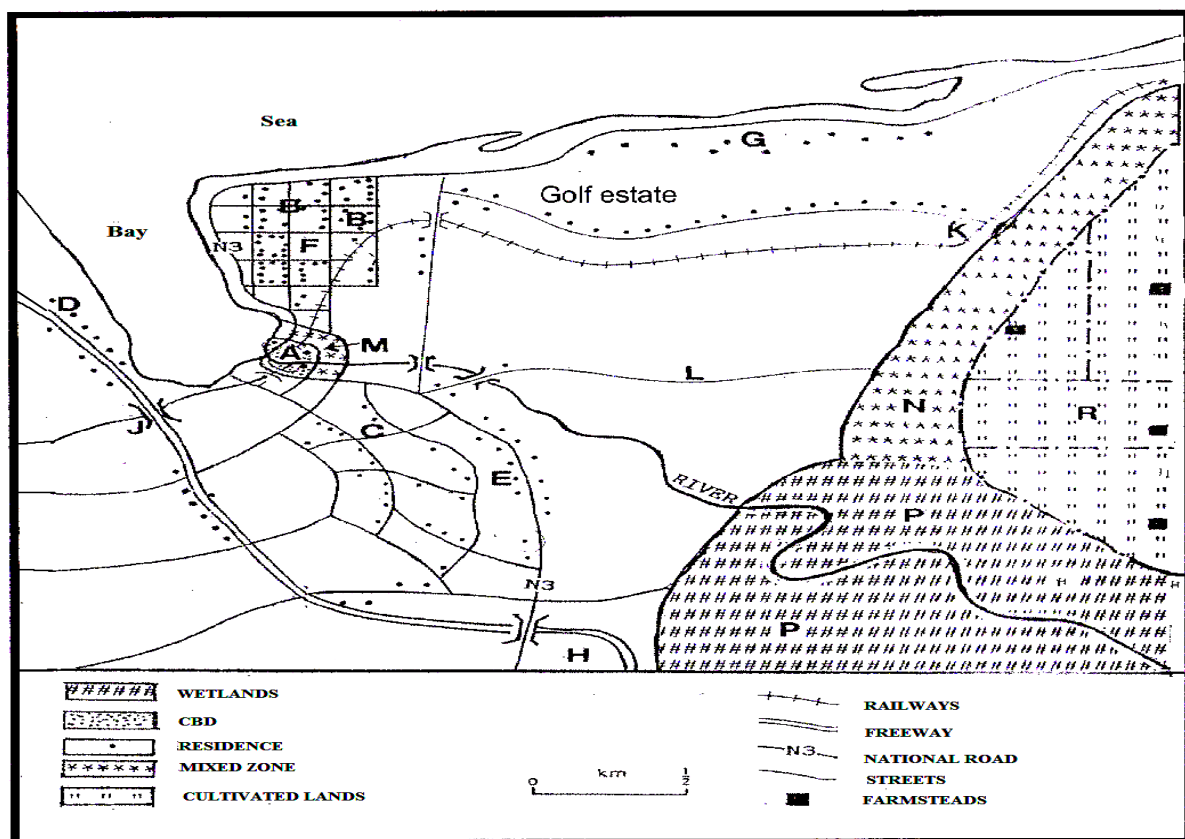 Sea
G
Golf estate
B
B
Bay
N3
F
K
D
A
M
L
N
R
J
C
E
RIVER
P
N3
P
H
WETLANDS
CBD
RESIDENCE
MIXED ZONE
CULTIVATED LANDS
0 km 1/2
RAILWAYS
FREEWAY
N3 NATIONAL ROAD
STREETS
FARMSTEADS